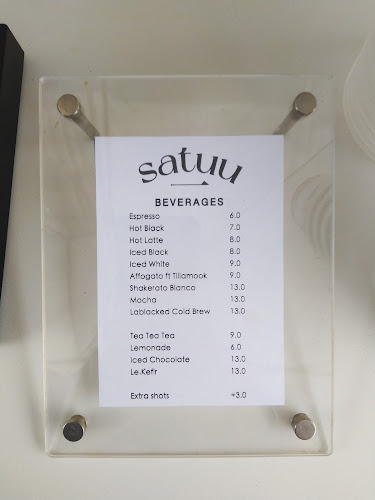 satuu
BEVERAGES
Espresso 6.0
Hot Black 7.0
Hot Latte 8.0
Iced Black 8.0
Iced White 9.0
Affogato ft Tillamook 9.0
Shakerato Bianco 13.0
Mocha 13.0
Lablacked Cold Brew 13.0
Tea Tea Tea 9.0
Lemonade 6.0
Iced Chocolate 13.0
Le.Kefir 13.0
Extra shots +3.0